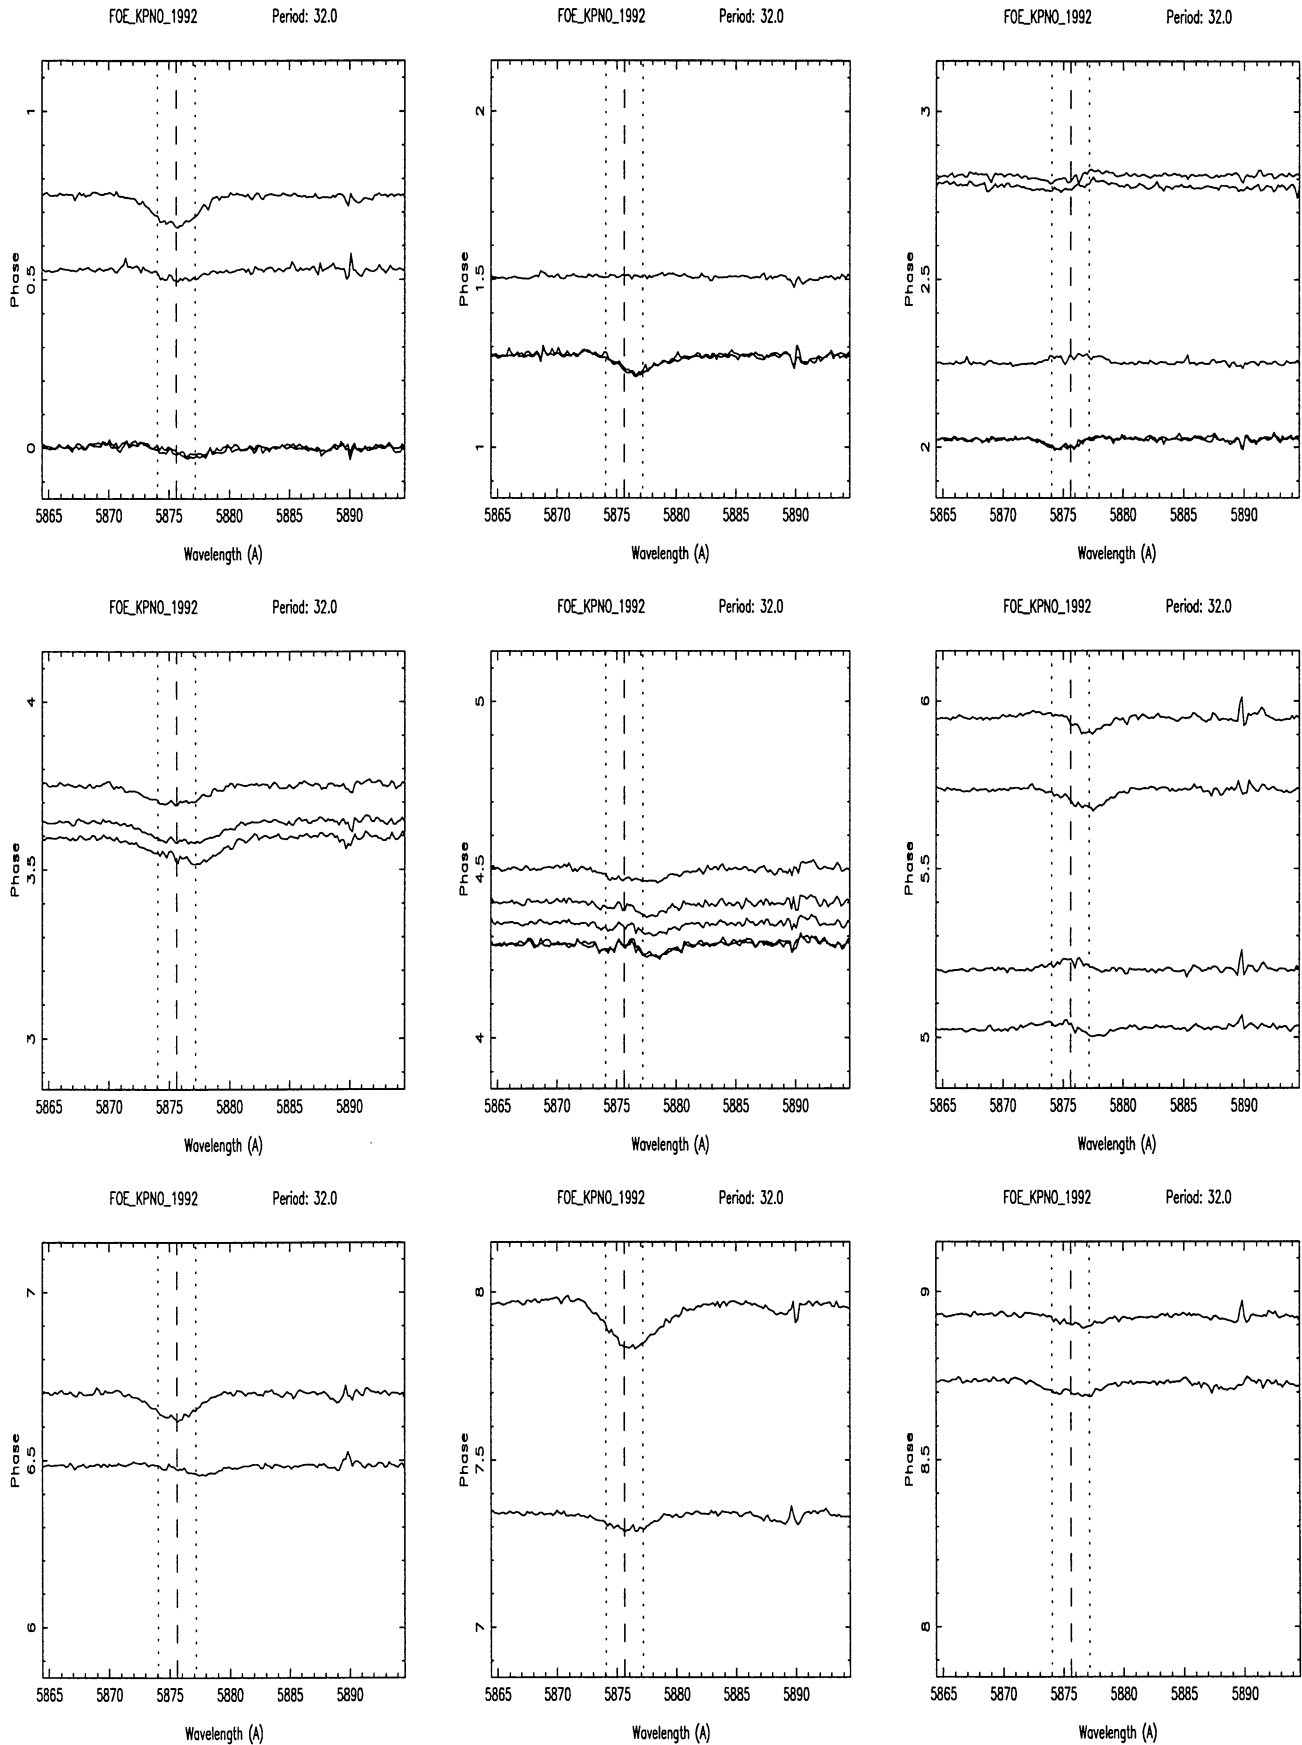 FOE_KPNO_1992 Period: 32.0
FOE_KPNO_1992 Period: 32.0
FOE_KPNO_1992 Period: 32.0
Phase
1
0.5
0
5865 5870 5875 5880 5885 5890
Wavelength (A)
Phase
2
1.5
1
5865 5870 5875 5880 5885 5890
Wavelength (A)
Phase
3
2.5
2
5865 5870 5875 5880 5885 5890
Wavelength (A)
FOE_KPNO_1992 Period: 32.0
FOE_KPNO_1992 Period: 32.0
FOE_KPNO_1992 Period: 32.0
Phase
4
3.5
3
5865 5870 5875 5880 5885 5890
Wavelength (A)
Phase
5
4.5
4
5865 5870 5875 5880 5885 5890
Wavelength (A)
Phase
6
5.5
5
5865 5870 5875 5880 5885 5890
Wavelength (A)
FOE_KPNO_1992 Period: 32.0
FOE_KPNO_1992 Period: 32.0
FOE_KPNO_1992 Period: 32.0
Phase
7
6.5
6
5865 5870 5875 5880 5885 5890
Wavelength (A)
Phase
8
7.5
7
5865 5870 5875 5880 5885 5890
Wavelength (A)
Phase
9
8.5
8
5865 5870 5875 5880 5885 5890
Wavelength (A)